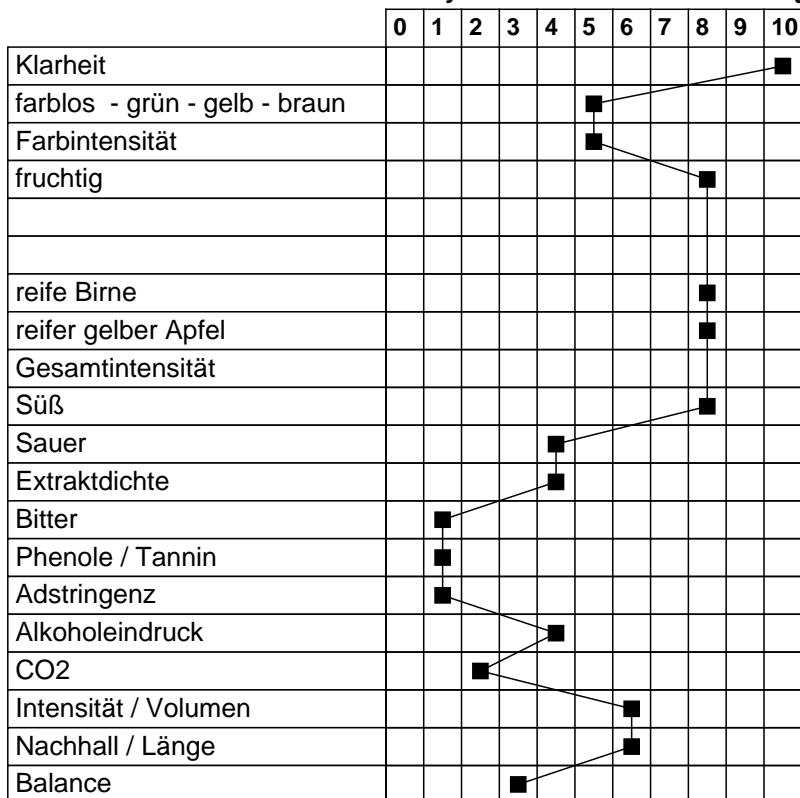 0 1 2 3 4 5 6 7 8 9 10
Klarheit
farblos - grün - gelb - braun
Farbintensität
fruchtig
reife Birne
reifer gelber Apfel
Gesamtintensität
Süß
Sauer
Extraktdichte
Bitter
Phenole / Tannin
Adstringenz
Alkoholeindruck
CO2
Intensität / Volumen
Nachhall / Länge
Balance